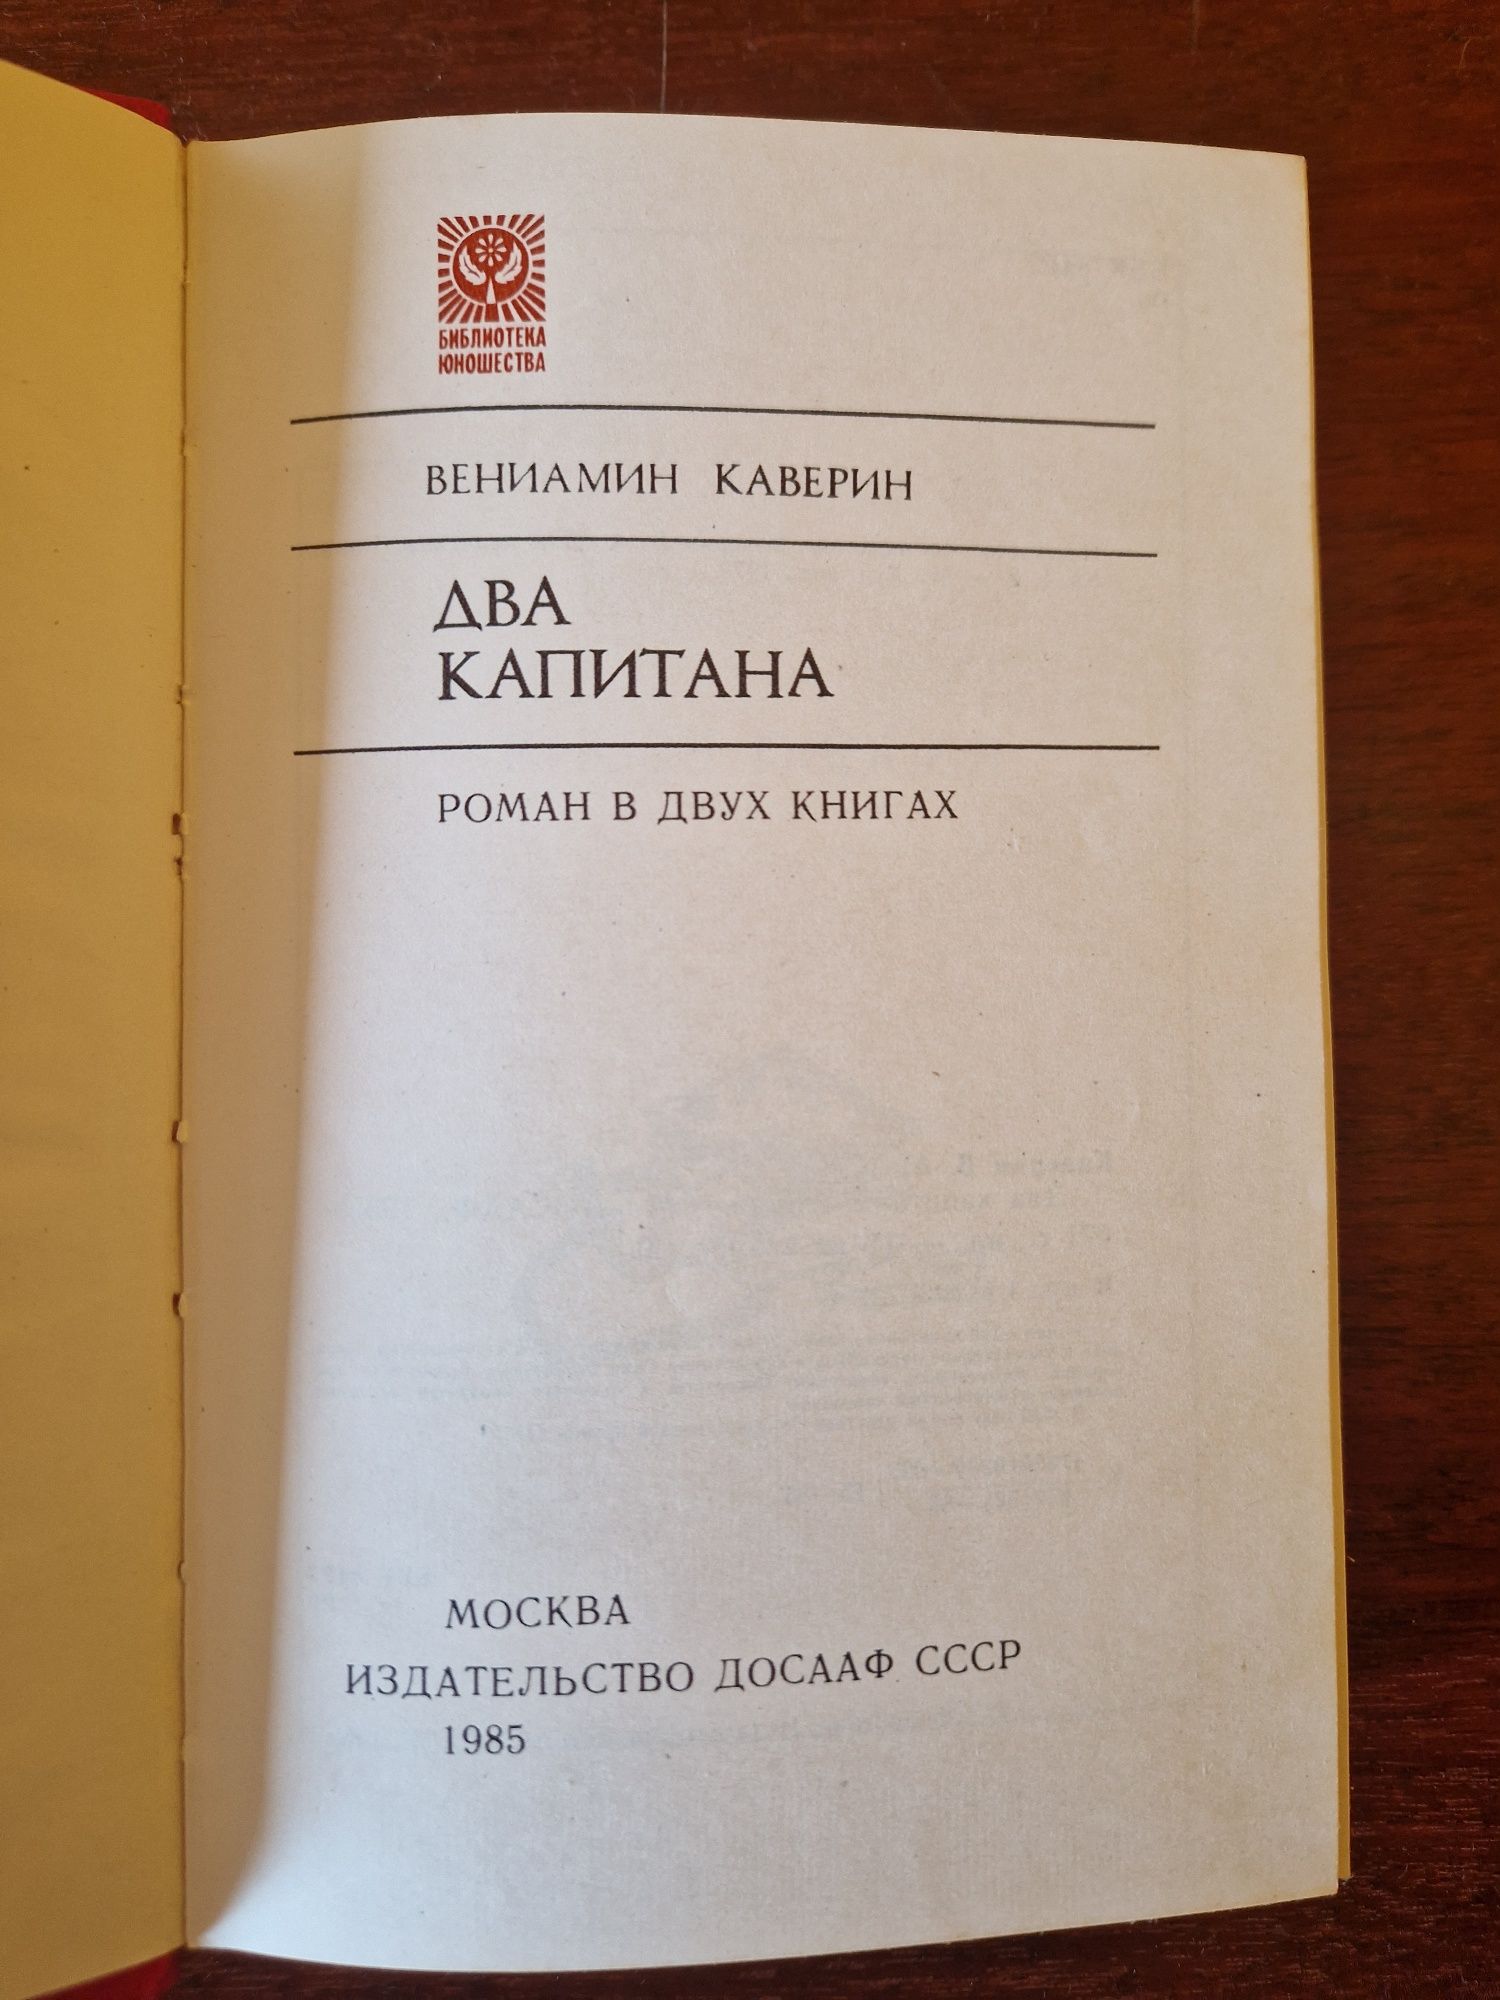 БИБЛИОТЕКА
ЮНОШЕСТВА
ВЕНИАМИН КАВЕРИН
ДВА
КАПИТАНА
РОМАН В ДВУХ КНИГАХ
МОСКВА
ИЗДАТЕЛЬСТВО ДОСААФ СССР
1985